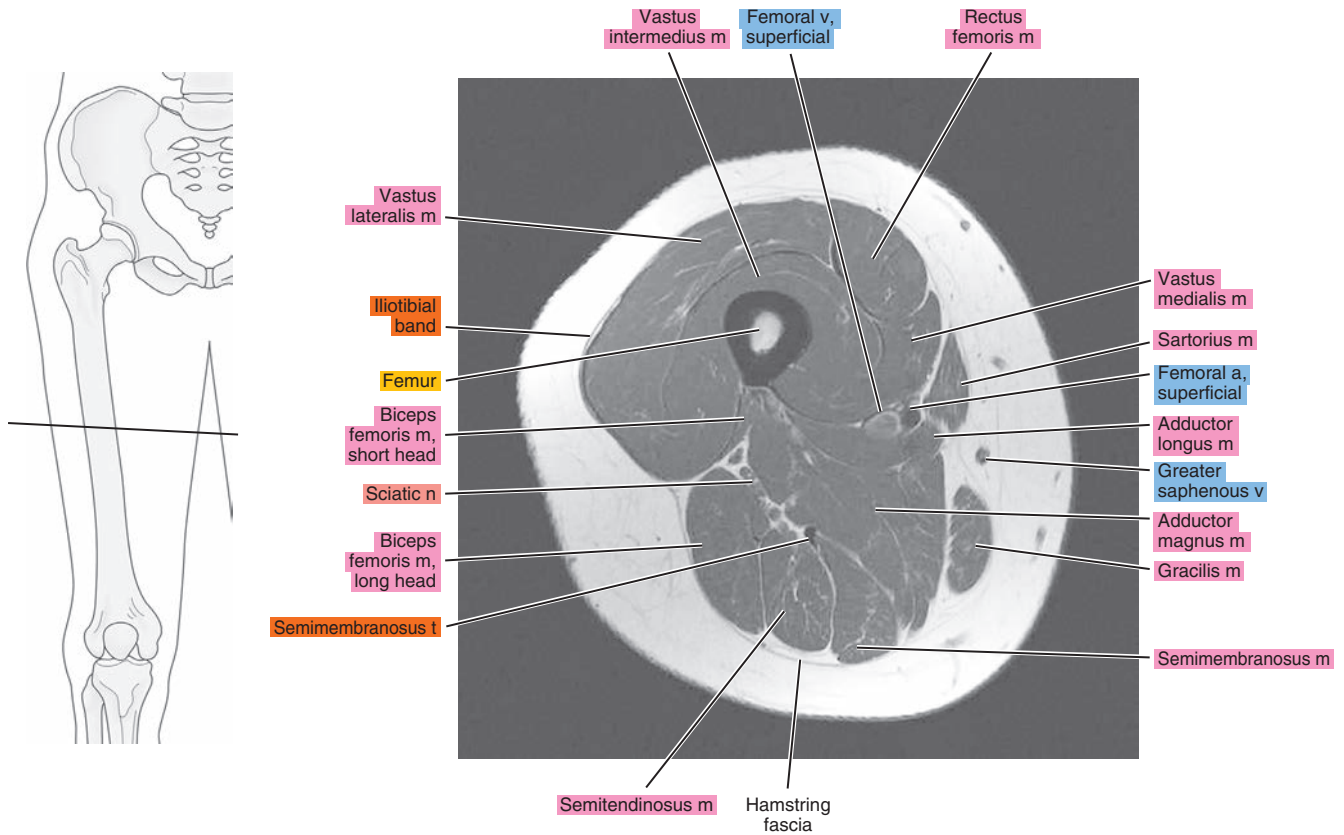 Vastus
intermedius m
Femoral v,
superficial
Rectus
femoris m
Vastus
lateralis m
Iliotibial
band
Femur
Biceps
femoris m,
short head
Sciatic n
Biceps
femoris m,
long head
Semimembranosus t
Vastus
medialis m
Sartorius m
Femoral a,
superficial
Adductor
longus m
Greater
saphenous v
Adductor
magnus m
Gracilis m
Semimembranosus m
Semitendinosus m
Hamstring
fascia